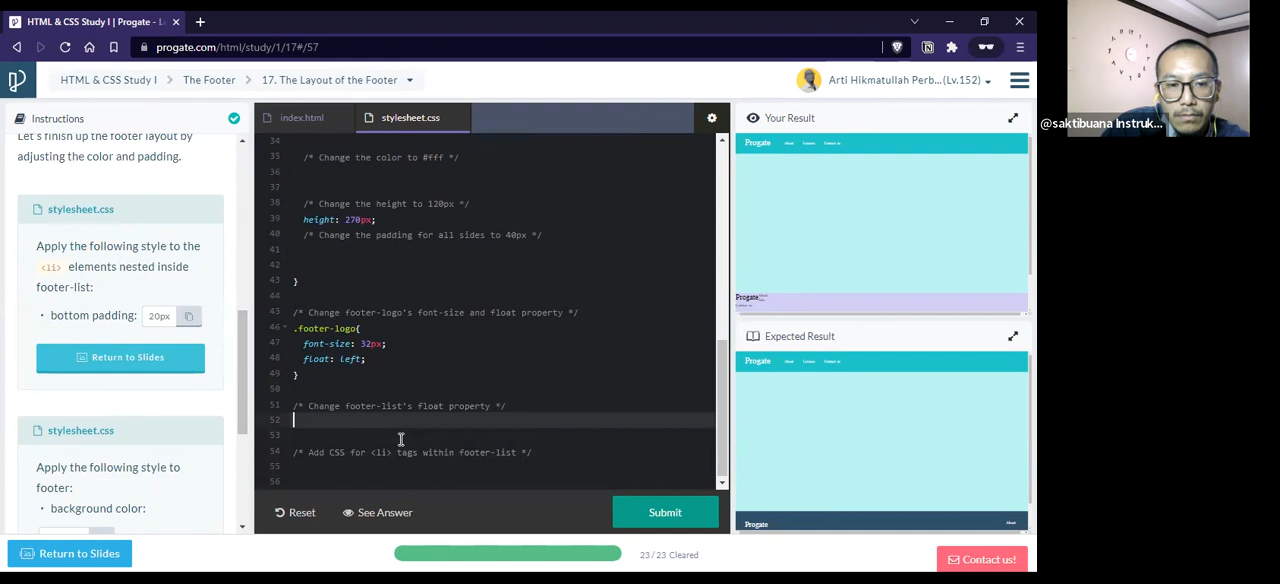 HTML & CSS Study I | Progate - L
progate.com/html/study/1/17#/57
HTML & CSS Study I
The Footer
17. The Layout of the Footer
Arti Hikmatullah Perb...(Lv.152)
Instructions
Let's finish up the footer layout by
adjusting the color and padding.
stylesheet.css
Apply the following style to the
<li> elements nested inside
footer-list:
• bottom padding: 20px
Return to Slides
stylesheet.css
Apply the following style to
footer:
• background color:
index.html
stylesheet.css
34
35 /* Change the color to #fff */
36
37
38 /* Change the height to 120px */
39 height: 270px;
40 /* Change the padding for all sides to 40px */
41
42
43 }
44
45 /* Change footer-logo's font-size and float property */
46 .footer-logo{
47 font-size: 32px;
48 float: left;
49 }
50
51 /* Change footer-list's float property */
52
53
54 /* Add CSS for <li> tags within footer-list */
55
56
Reset
See Answer
Submit
Your Result
Progate
Progate
Expected Result
Progate
Progate
About
Return to Slides
23 / 23 Cleared
Contact us!
@saktibuana Instruk...